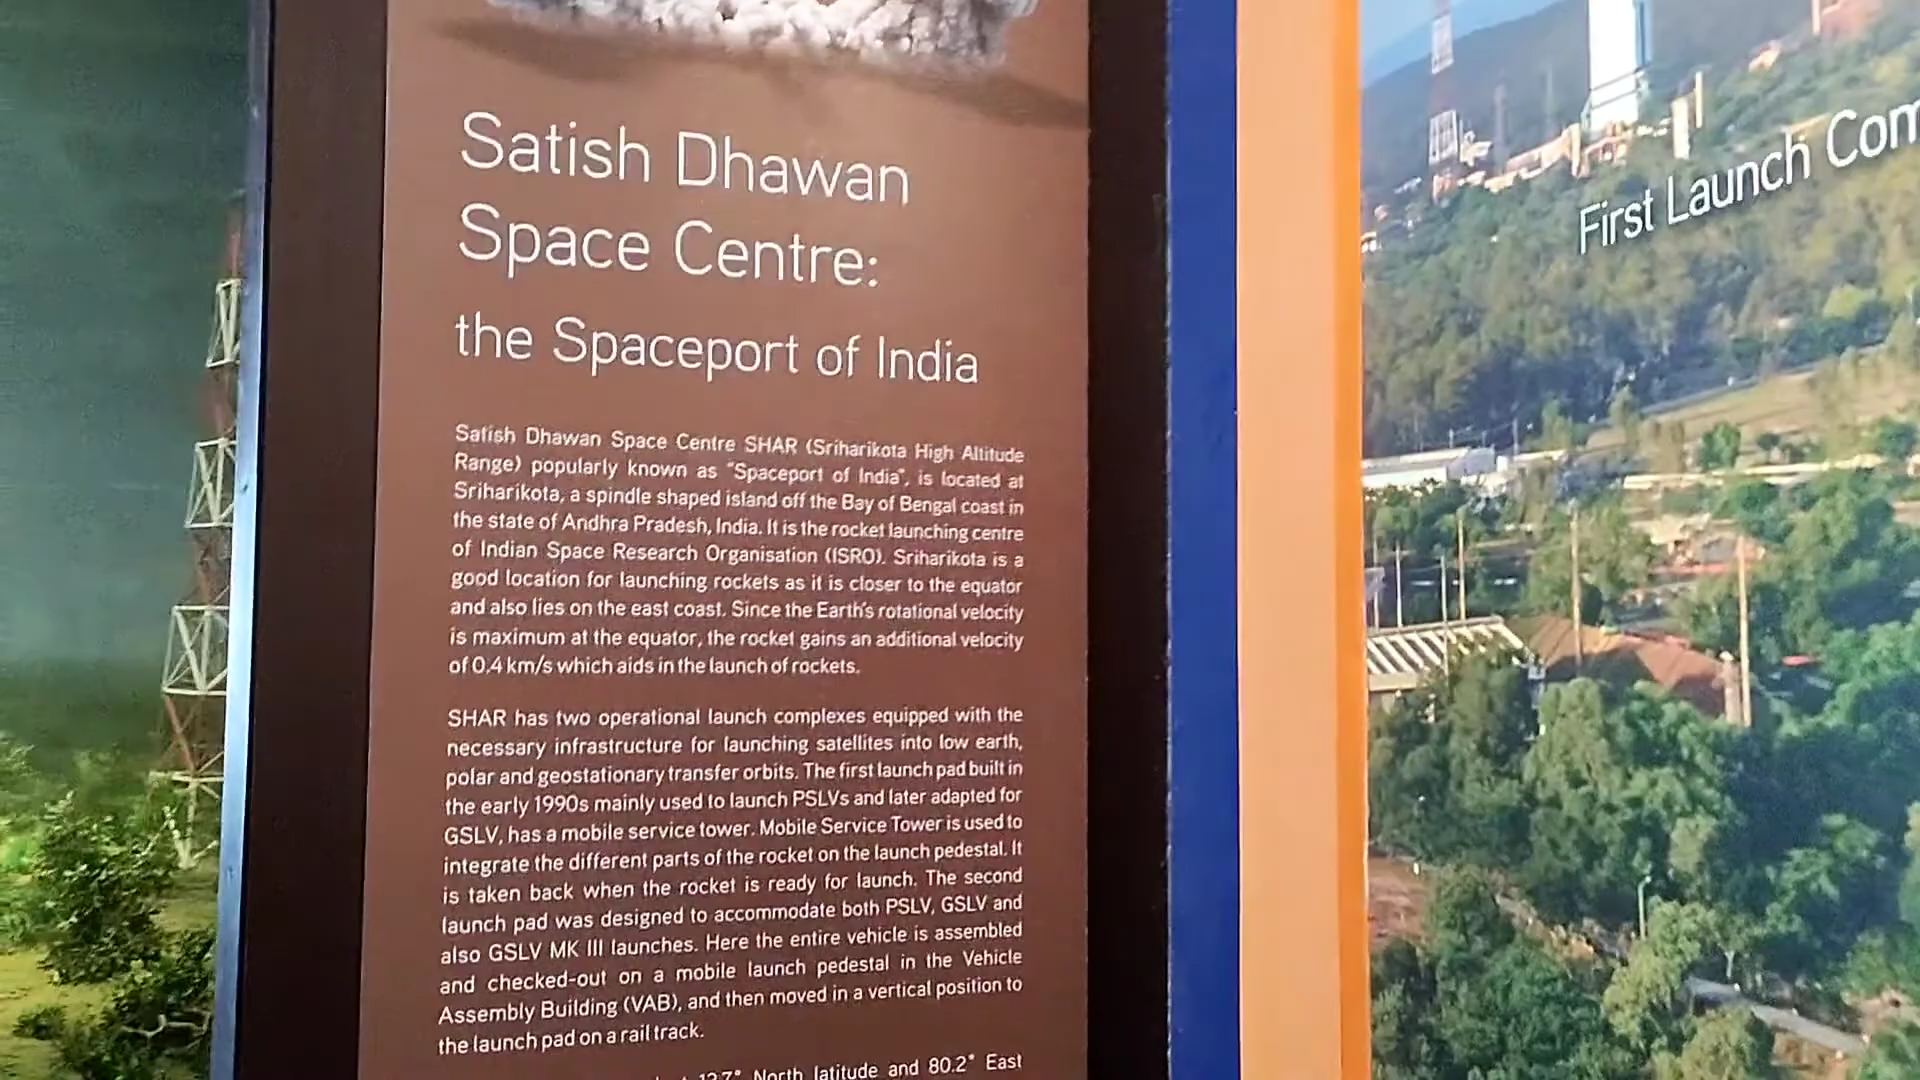 Satish Dhawan
Space Centre:
the Spaceport of India
Satish Dhawan Space Centre SHAR (Sriharikota High Altitude
Range) popularly known as "Spaceport of India", is located at
Sriharikota, a spindle shaped island off the Bay of Bengal coast in
the state of Andhra Pradesh, India. It is the rocket launching centre
of Indian Space Research Organisation (ISRO). Sriharikota is a
good location for launching rockets as it is closer to the equator
and also lies on the east coast. Since the Earth's rotational velocity
is maximum at the equator, the rocket gains an additional velocity
of 0.4 km/s which aids in the launch of rockets.
SHAR has two operational launch complexes equipped with the
necessary infrastructure for launching satellites into low earth,
polar and geostationary transfer orbits. The first launch pad built in
the early 1990s mainly used to launch PSLVs and later adapted for
GSLV, has a mobile service tower. Mobile Service Tower is used to
integrate the different parts of the rocket on the launch pedestal. It
is taken back when the rocket is ready for launch. The second
launch pad was designed to accommodate both PSLV, GSLV and
also GSLV MK III launches. Here the entire vehicle is assembled
and checked-out on a mobile launch pedestal in the Vehicle
Assembly Building (VAB), and then moved in a vertical position to
the launch pad on a rail track.
North latitude and 80.2° East
First Launch Com